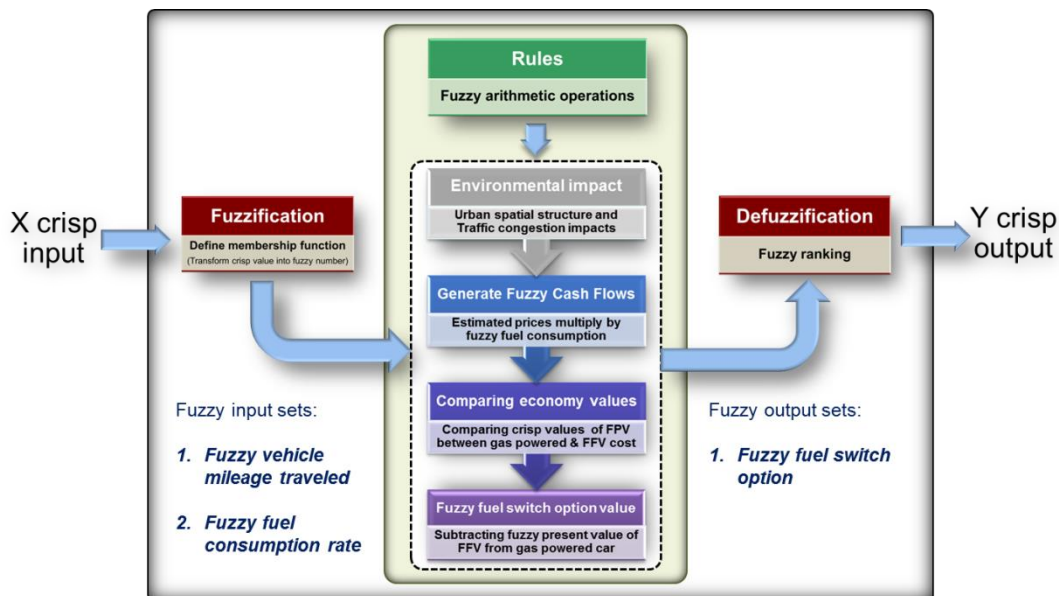 X crisp
input
Fuzzification
Define membership function
(Transform crisp value into fuzzy number)
Fuzzy input sets:
1. Fuzzy vehicle
mileage traveled
2. Fuzzy fuel
consumption rate
Rules
Fuzzy arithmetic operations
Environmental impact
Urban spatial structure and
Traffic congestion impacts
Generate Fuzzy Cash Flows
Estimated prices multiply by
fuzzy fuel consumption
Comparing economy values
Comparing crisp values of FPV
between gas powered & FFV cost
Fuzzy fuel switch option value
Subtracting fuzzy present value of
FFV from gas powered car
Defuzzification
Fuzzy ranking
Fuzzy output sets:
1. Fuzzy fuel switch
option
Y crisp
output